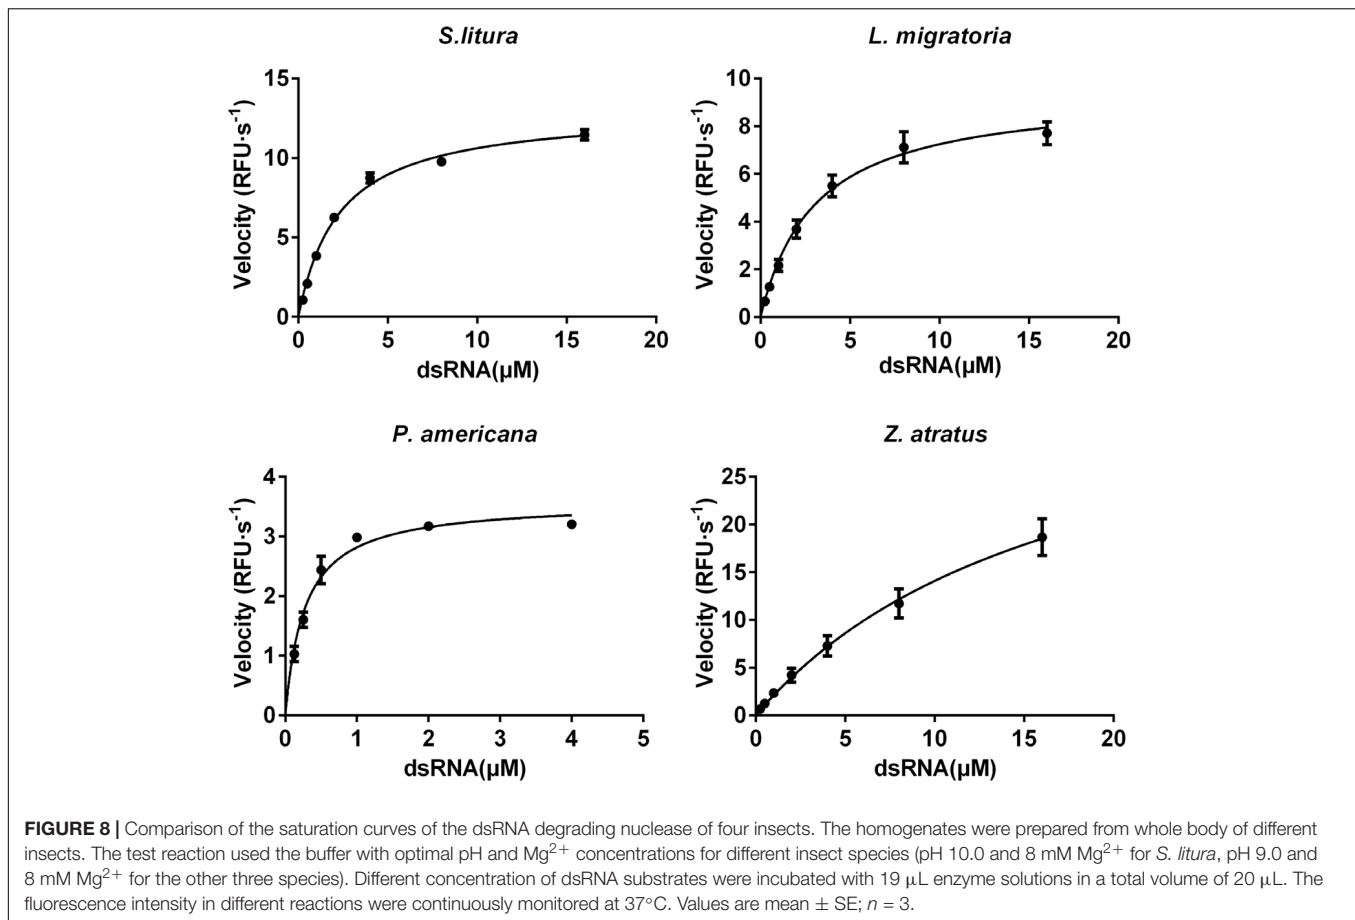 S.litura
15
10
5
0
Velocity (RFU·s⁻¹)
0 5 10 15 20
dsRNA(μM)
L. migratoria
10
8
6
4
2
0
Velocity (RFU·s⁻¹)
0 5 10 15 20
dsRNA(μM)
P. americana
4
3
2
1
0
Velocity (RFU·s⁻¹)
0 1 2 3 4 5
dsRNA(μM)
Z. atratus
25
20
15
10
5
0
Velocity (RFU·s⁻¹)
0 5 10 15 20
dsRNA(μM)
FIGURE 8 | Comparison of the saturation curves of the dsRNA degrading nuclease of four insects. The homogenates were prepared from whole body of different
insects. The test reaction used the buffer with optimal pH and Mg²⁺ concentrations for different insect species (pH 10.0 and 8 mM Mg²⁺ for S. litura, pH 9.0 and
8 mM Mg²⁺ for the other three species). Different concentration of dsRNA substrates were incubated with 19 μL enzyme solutions in a total volume of 20 μL. The
fluorescence intensity in different reactions were continuously monitored at 37°C. Values are mean ± SE; n = 3.